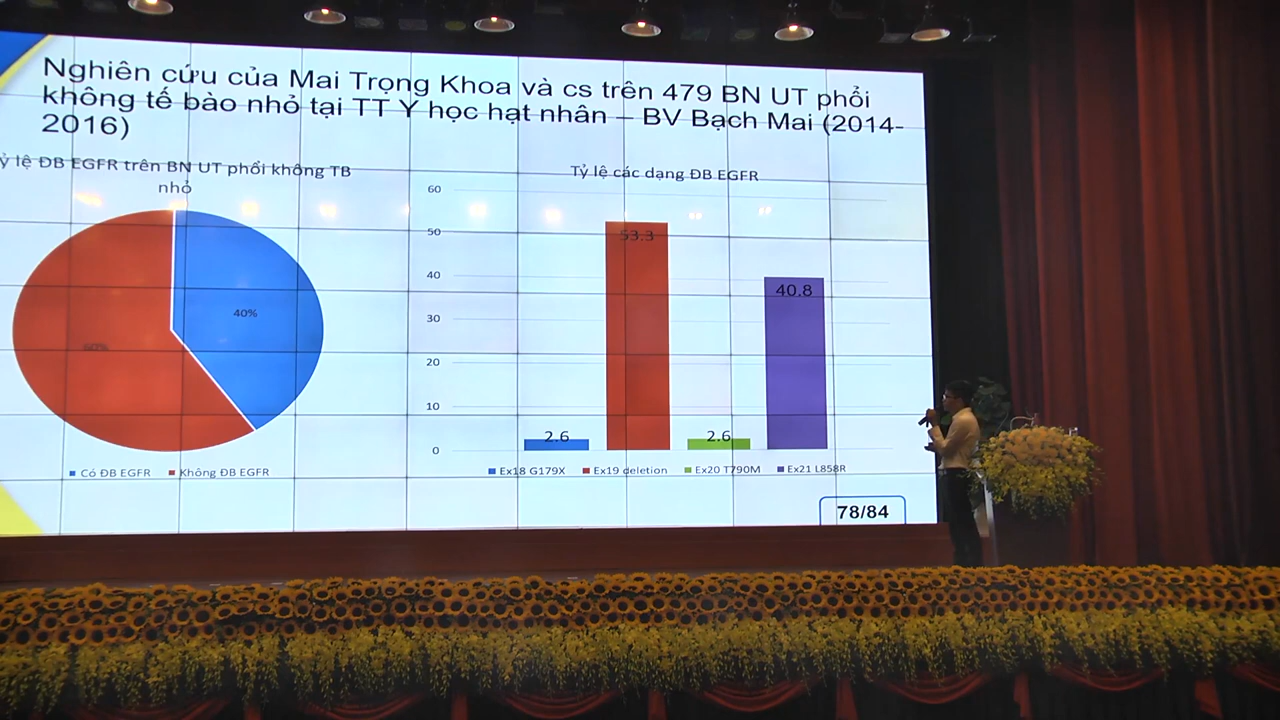 Nghiên cứu của Mai Trọng Khoa và cs trên 479 BN UT phổi
không tế bào nhỏ tại TT Y học hạt nhân – BV Bạch Mai (2014-
2016)
lệ ĐB EGFR trên BN UT phổi không TB
nhỏ
40%
60%
Có ĐB EGFR
Không ĐB EGFR
Tỷ lệ các dạng ĐB EGFR
60
50
40
30
20
10
0
2.6
53.3
2.6
40.8
Ex18 G179X
Ex19 deletion
Ex20 T790M
Ex21 L858R
78/84